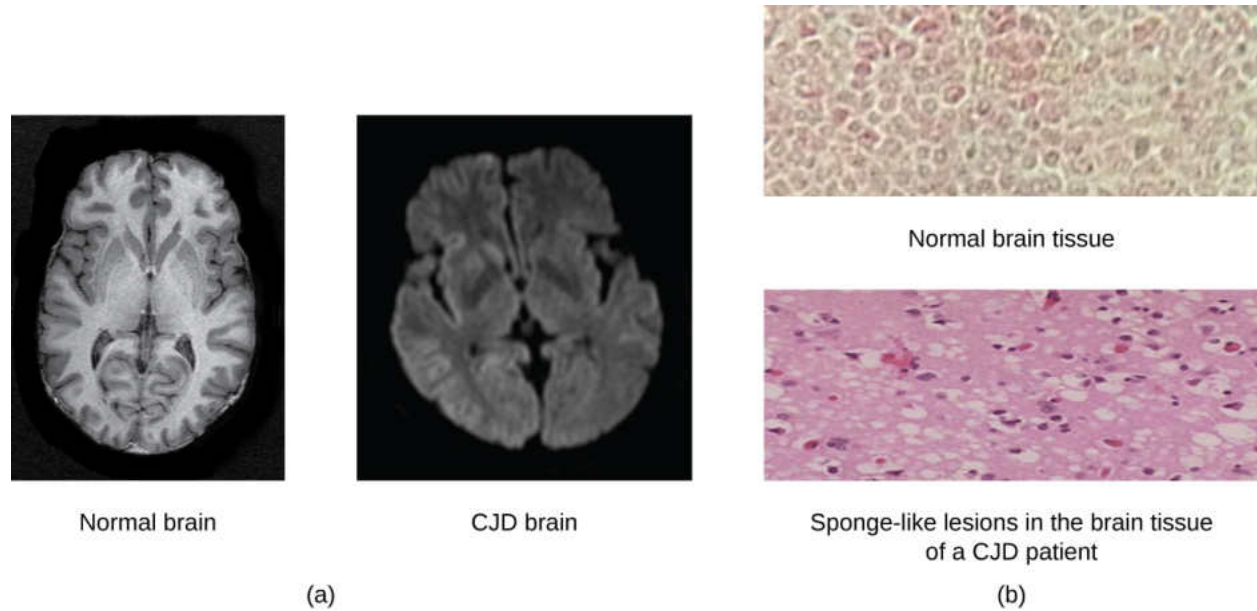 Normal brain tissue
Normal brain
CJD brain
Sponge-like lesions in the brain tissue
of a CJD patient
(a)
(b)